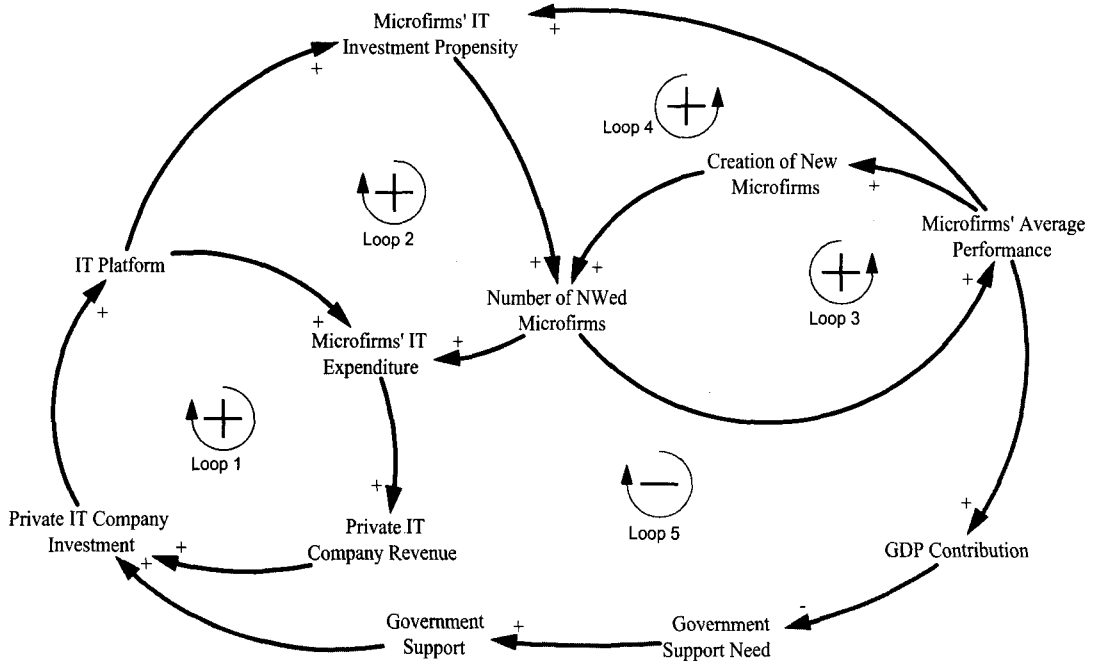 Microfirms' IT
Investment Propensity
+
+
Loop 4
+
Creation of New
Microfirms
+
Microfirms' Average
Performance
+
Loop 2
IT Platform
+
+
+
+
Loop 3
+
Number of NWed
Microfirms
+
+
Microfirms' IT
Expenditure
+
+
Loop 1
−
Loop 5
+
+
Private IT Company
Investment
Private IT
Company Revenue
+
+
GDP Contribution
-
Government
Support
+
Government
Support Need